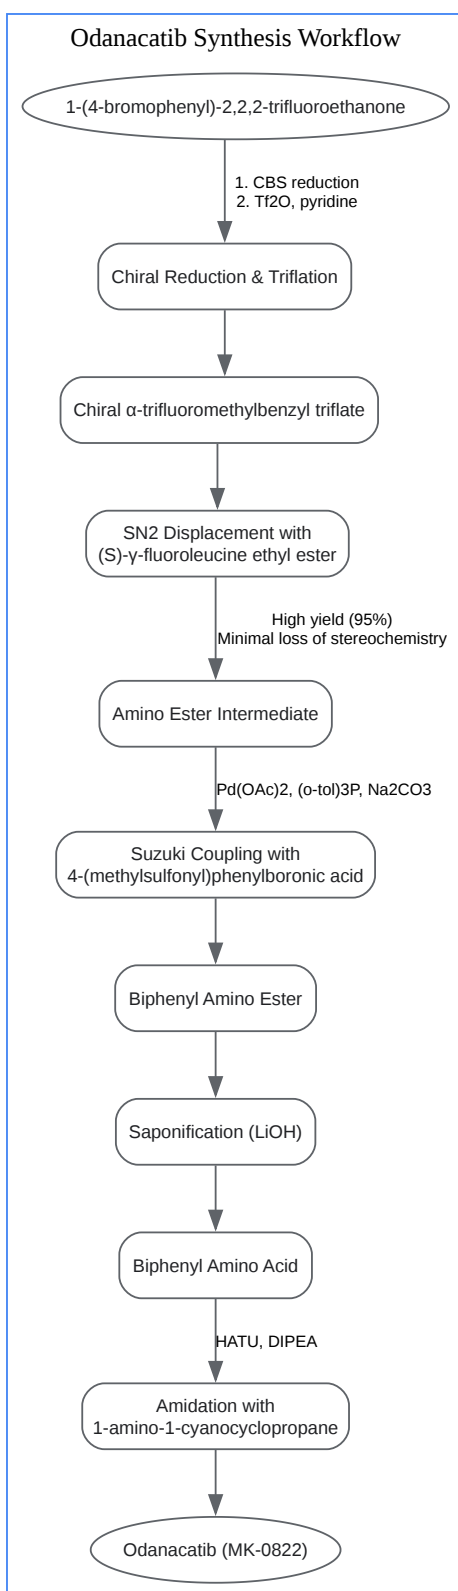 Odanacatib Synthesis Workflow
1-(4-bromophenyl)-2,2,2-trifluoroethanone
1. CBS reduction
2. Tf2O, pyridine
Chiral Reduction & Triflation
Chiral α-trifluoromethylbenzyl triflate
SN2 Displacement with
(S)-γ-fluoroleucine ethyl ester
High yield (95%)
Minimal loss of stereochemistry
Amino Ester Intermediate
Pd(OAc)2, (o-tol)3P, Na2CO3
Suzuki Coupling with
4-(methylsulfonyl)phenylboronic acid
Biphenyl Amino Ester
Saponification (LiOH)
Biphenyl Amino Acid
HATU, DIPEA
Amidation with
1-amino-1-cyanocyclopropane
Odanacatib (MK-0822)